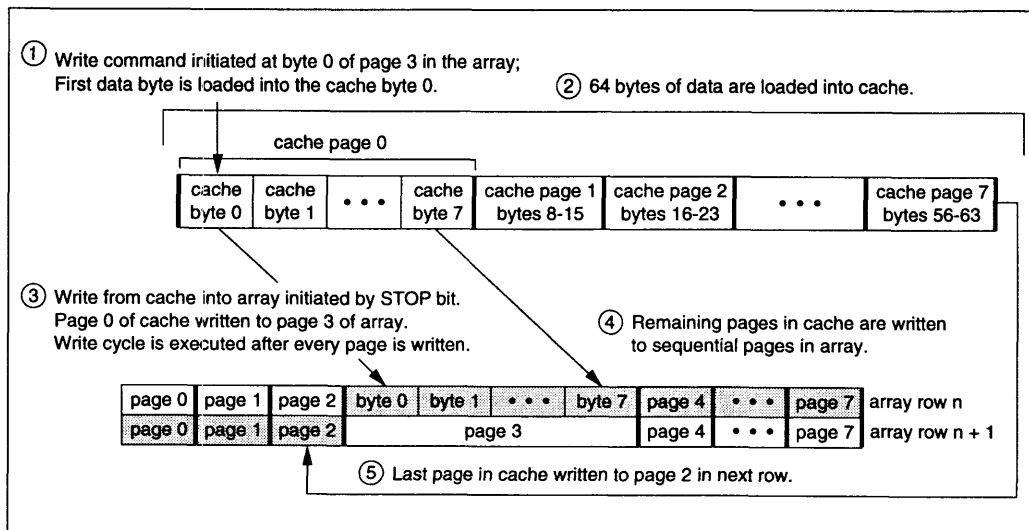 ① Write command initiated at byte 0 of page 3 in the array;
First data byte is loaded into the cache byte 0.
② 64 bytes of data are loaded into cache.
cache page 0
cache byte 0 cache byte 1 • • • cache byte 7 cache page 1 bytes 8-15 cache page 2 bytes 16-23 • • • cache page 7 bytes 56-63
③ Write from cache into array initiated by STOP bit.
Page 0 of cache written to page 3 of array.
Write cycle is executed after every page is written.
④ Remaining pages in cache are written
to sequential pages in array.
page 0 page 1 page 2 byte 0 byte 1 • • • byte 7 page 4 • • • page 7 array row n
page 0 page 1 page 2 page 3 page 4 • • • page 7 array row n + 1
⑤ Last page in cache written to page 2 in next row.